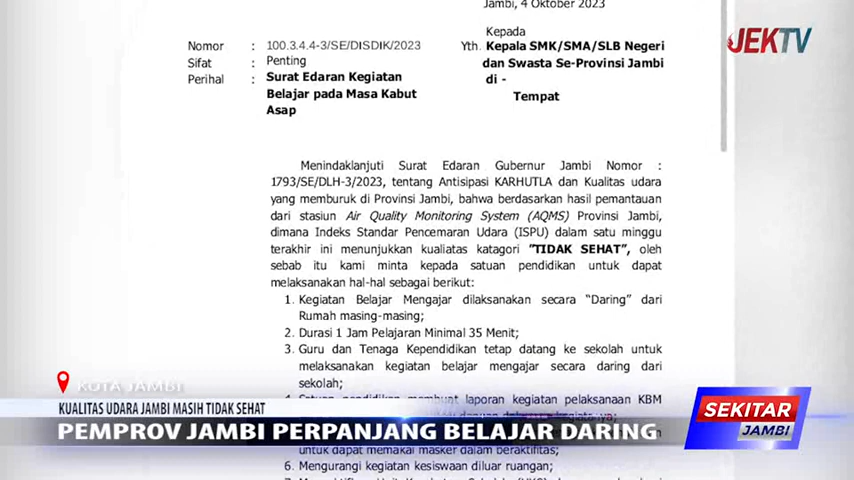 Jambi, 4 Oktober 2023
JEKTV
Kepada
Nomor : 100.3.4.4-3/SE/DISDIK/2023
Yth. Kepala SMK/SMA/SLB Negeri
Sifat : Penting
dan Swasta Se-Provinsi Jambi
Perihal : Surat Edaran Kegiatan
di -
Belajar pada Masa Kabut
Tempat
Asap
Menindaklanjuti Surat Edaran Gubernur Jambi Nomor :
1793/SE/DLH-3/2023, tentang Antisipasi KARHUTLA dan Kualitas udara
yang memburuk di Provinsi Jambi, bahwa berdasarkan hasil pemantauan
dari stasiun Air Quality Monitoring System (AQMS) Provinsi Jambi,
dimana Indeks Standar Pencemaran Udara (ISPU) dalam satu minggu
terakhir ini menunjukkan kualiatas katagori "TIDAK SEHAT", oleh
sebab itu kami minta kepada satuan pendidikan untuk dapat
melaksanakan hal-hal sebagai berikut:
1. Kegiatan Belajar Mengajar dilaksanakan secara "Daring" dari
Rumah masing-masing;
2. Durasi 1 Jam Pelajaran Minimal 35 Menit;
3. Guru dan Tenaga Kependidikan tetap datang ke sekolah untuk
melaksanakan kegiatan belajar mengajar secara daring dari
sekolah;
4. Satuan pendidikan membuat laporan kegiatan pelaksanaan KBM
KOTA JAMBI
KUALITAS UDARA JAMBI MASIH TIDAK SEHAT
PEMPROV JAMBI PERPANJANG BELAJAR DARING
SEKITAR
JAMBI
untuk dapat memakai masker dalam beraktifitas;
6. Mengurangi kegiatan kesiswaan diluar ruangan;